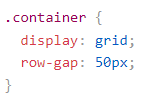 .container {
  display: grid;
  row-gap: 50px;
}